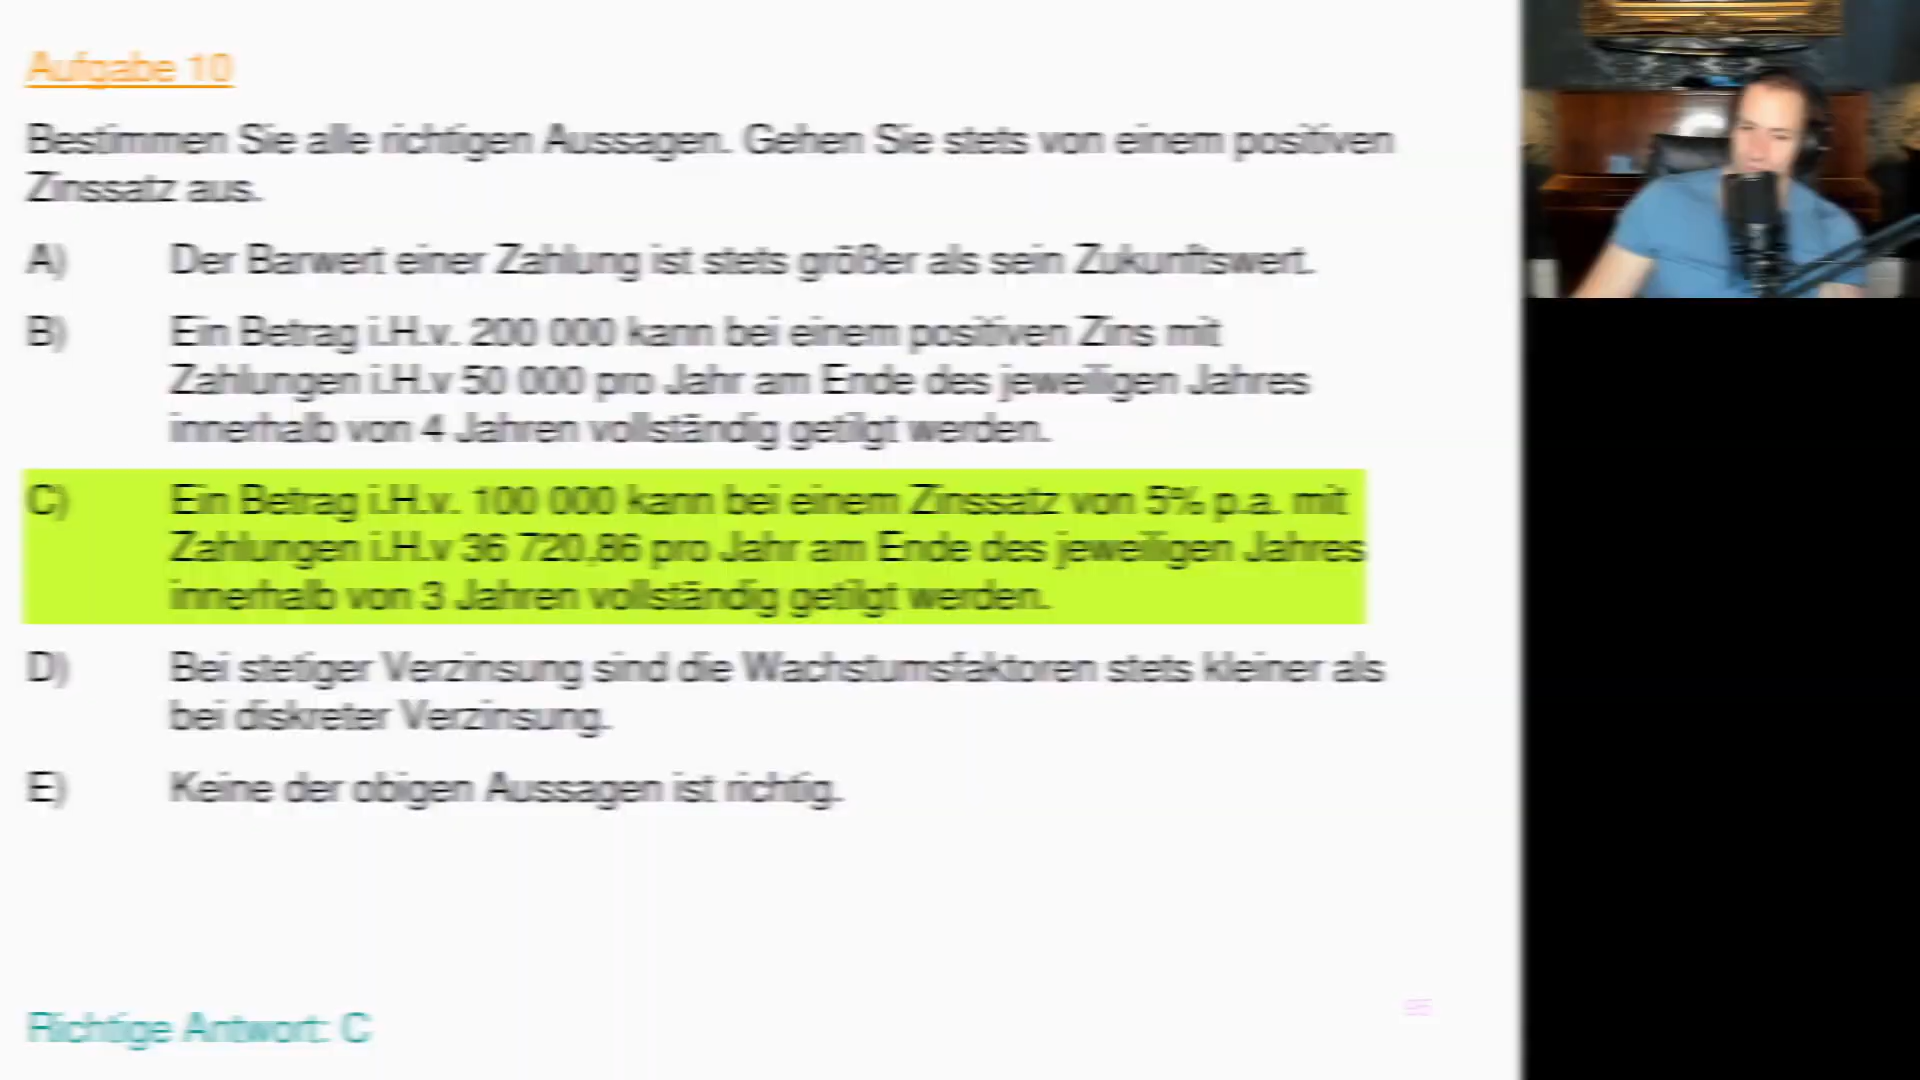 Aufgabe 10
Bestimmen Sie alle richtigen Aussagen. Gehen Sie stets von einem positiven
Zinssatz aus.
A) Der Barwert einer Zahlung ist stets größer als sein Zukunftswert.
B) Ein Betrag i.H.v. 200 000 kann bei einem positiven Zins mit
Zahlungen i.H.v 50 000 pro Jahr am Ende des jeweiligen Jahres
innerhalb von 4 Jahren vollständig getilgt werden.
C) Ein Betrag i.H.v. 100 000 kann bei einem Zinssatz von 5% p.a. mit
Zahlungen i.H.v 36 720,86 pro Jahr am Ende des jeweiligen Jahres
innerhalb von 3 Jahren vollständig getilgt werden.
D) Bei stetiger Verzinsung sind die Wachstumsfaktoren stets kleiner als
bei diskreter Verzinsung.
E) Keine der obigen Aussagen ist richtig.
Richtige Antwort: C